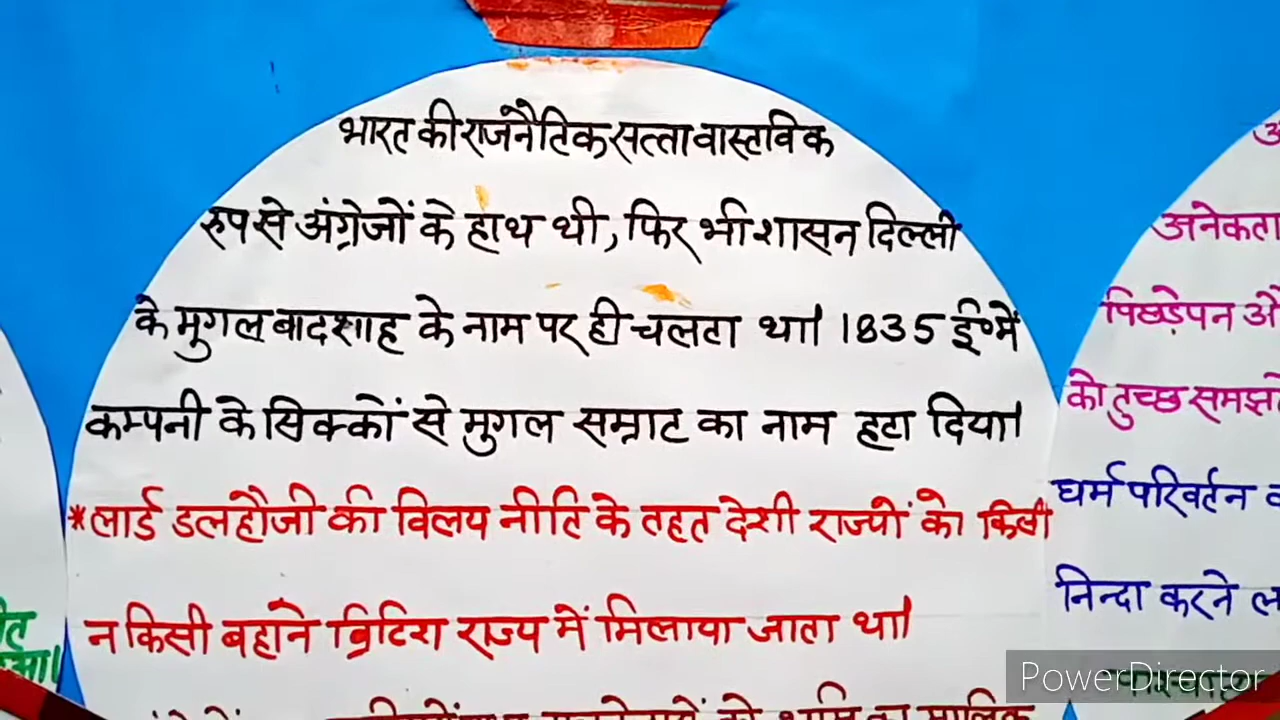 भारत की राजनैतिक सत्ता वास्तविक
रुप से अंग्रेजों के हाथ थी, फिर भी शासन दिल्ली
के मुगल बादशाह के नाम पर ही चलता था। 1835 ई० में
कम्पनी के सिक्कों से मुगल सम्राट का नाम हटा दिया।
*लार्ड डलहौजी की विलय नीति के तहत देशी राज्यों को किसी
न किसी बहाने ब्रिटिश राज्य में मिलाया जाता था।
अनेकता
पिछड़ेपन औ
को तुच्छ समझ
धर्म परिवर्तन
निन्दा करने ल
PowerDirector